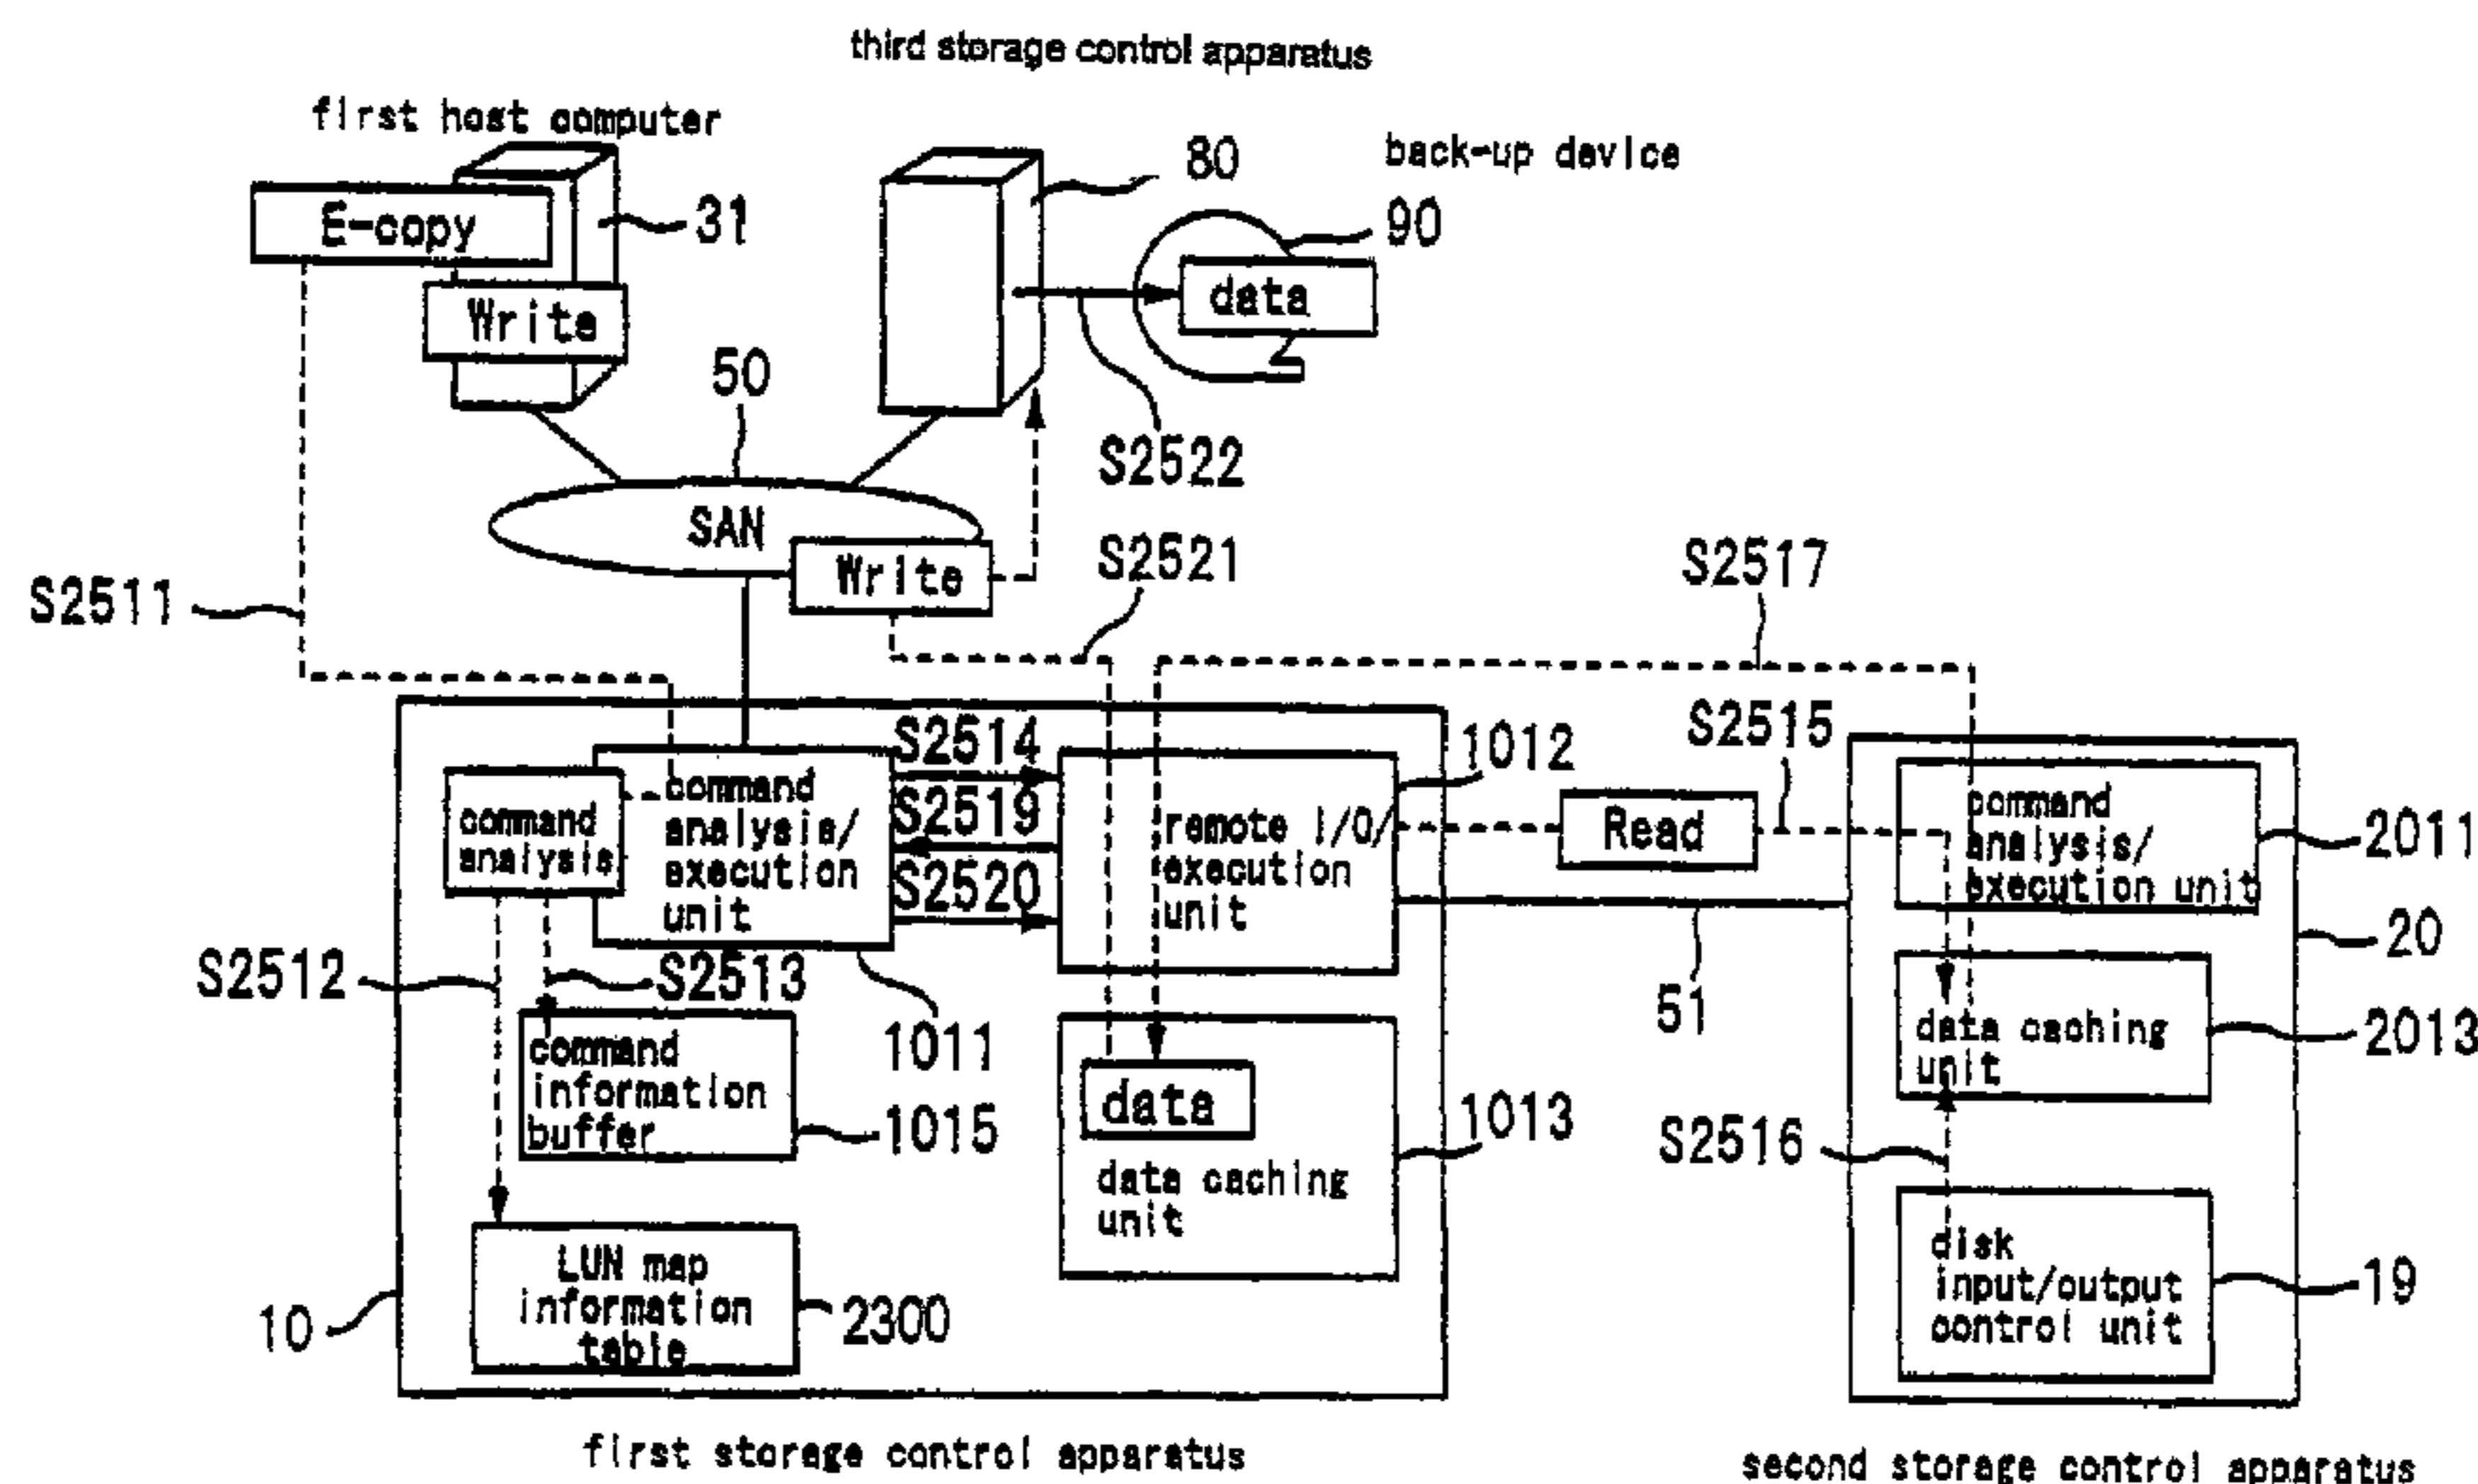 third storage control apparatus
first host computer
80
back-up device
90
E-copy
31
data
Write
50
S2522
SAN
Write
S2521
S2517
S2511
S2514
S2519
S2520
1012
S2515
command
analysis
command
analysis/
execution
unit
remote I/O/
execution
unit
Read
command
analysis/
execution unit
2011
20
S2512
S2513
1011
51
data caching
unit
2013
command
information
buffer
1015
data
1013
data caching
unit
S2516
LUN map
information
table
2300
10
disk
input/output
control unit
19
first storage control apparatus
second storage control apparatus